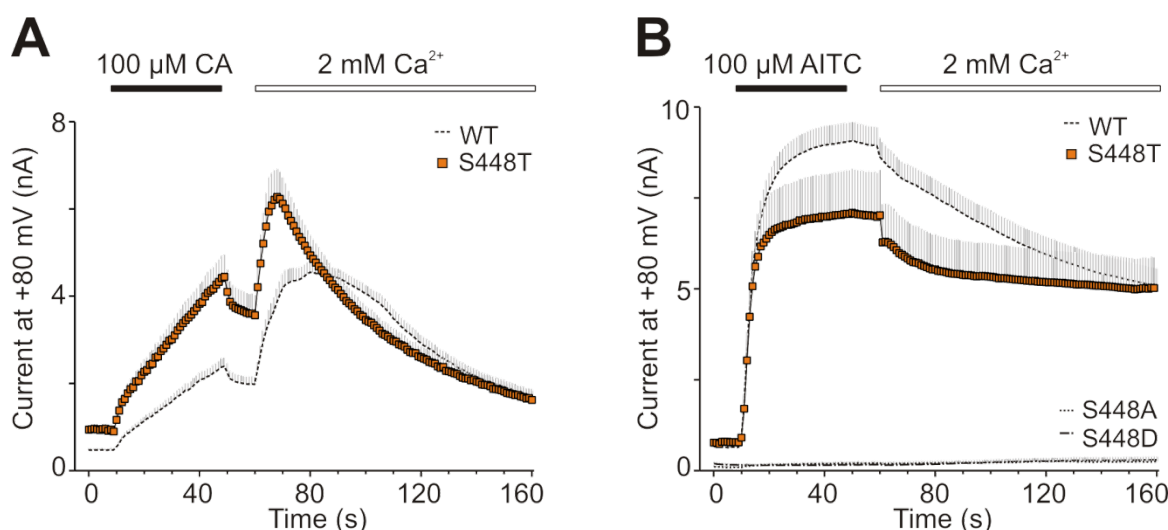 A
100 µM CA
2 mM Ca²⁺
8
4
0
Current at +80 mV (nA)
WT
S448T
0
40
80
120
160
Time (s)
B
100 µM AITC
2 mM Ca²⁺
10
5
0
Current at +80 mV (nA)
WT
S448T
S448A
S448D
0
40
80
120
160
Time (s)